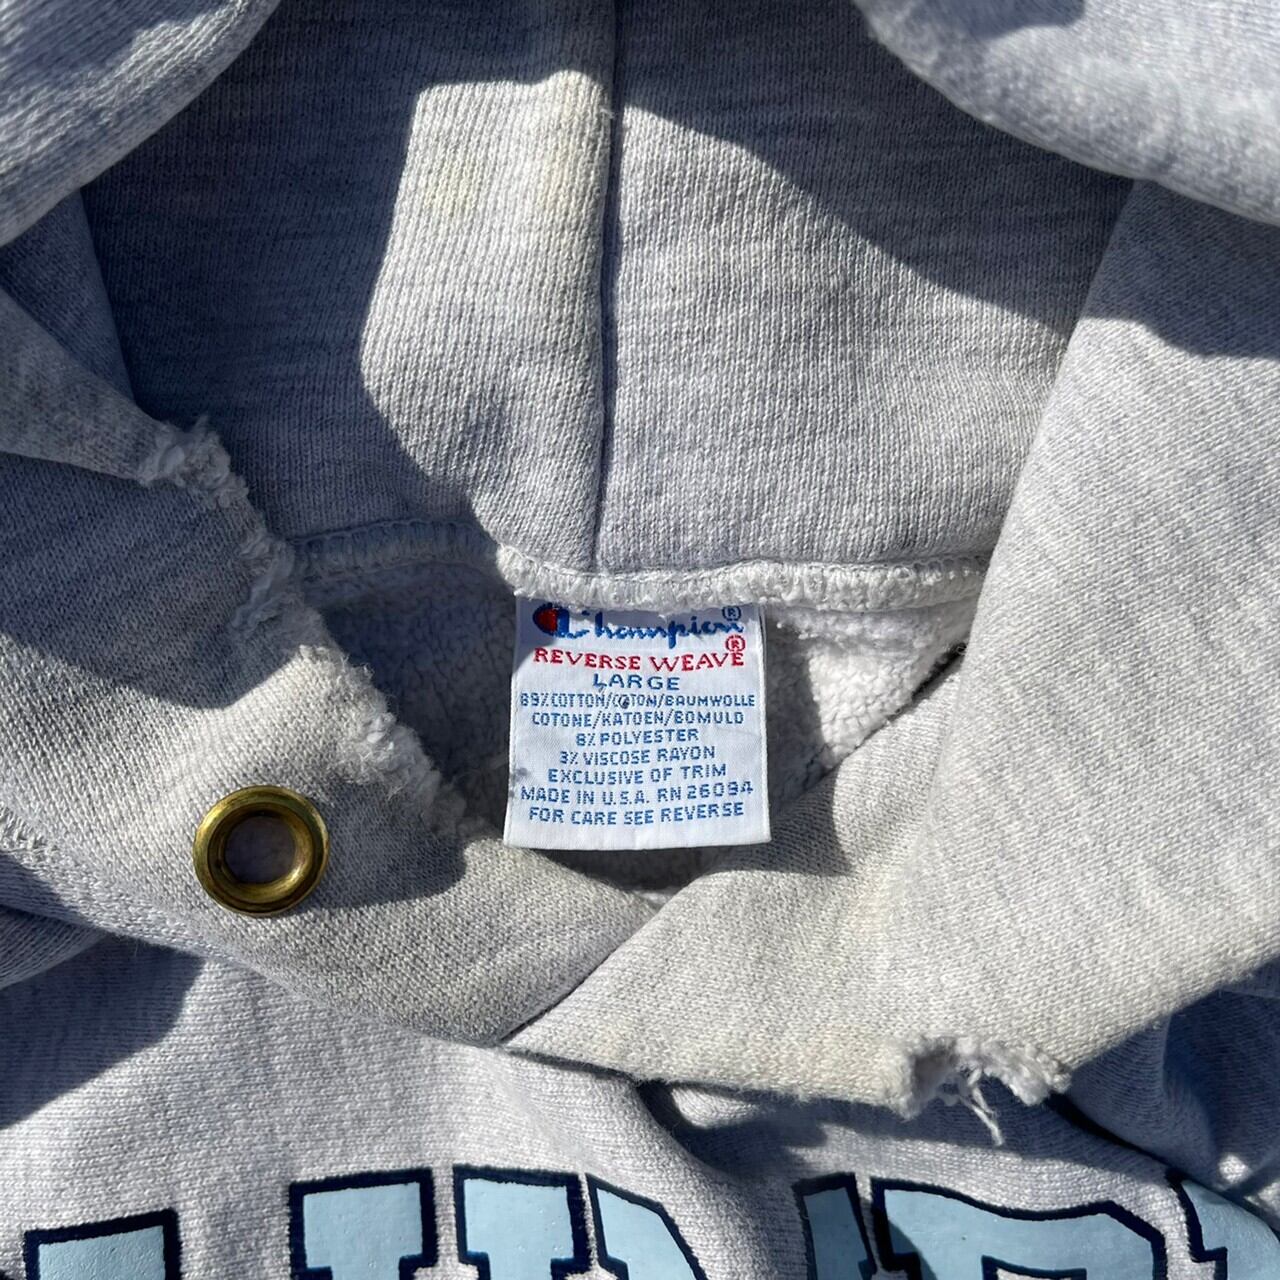 Champion®
REVERSE WEAVE®
LARGE
89% COTTON/COTON/BAUMWOLLE
COTONE/KATOEN/BOMULD
8% POLYESTER
3% VISCOSE RAYON
EXCLUSIVE OF TRIM
MADE IN U.S.A. RN 26094
FOR CARE SEE REVERSE